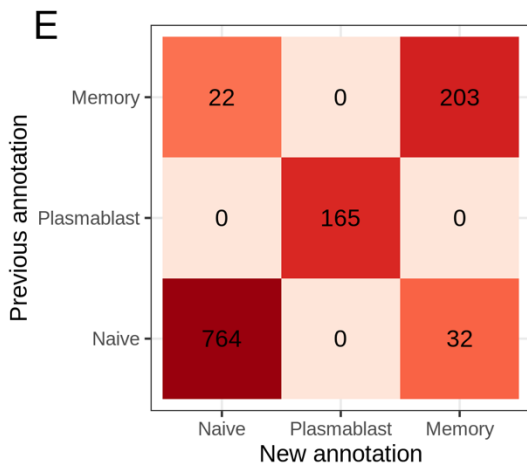 E
Previous annotation
Memory 22 0 203
Plasmablast 0 165 0
Naive 764 0 32
Naive Plasmablast Memory
New annotation